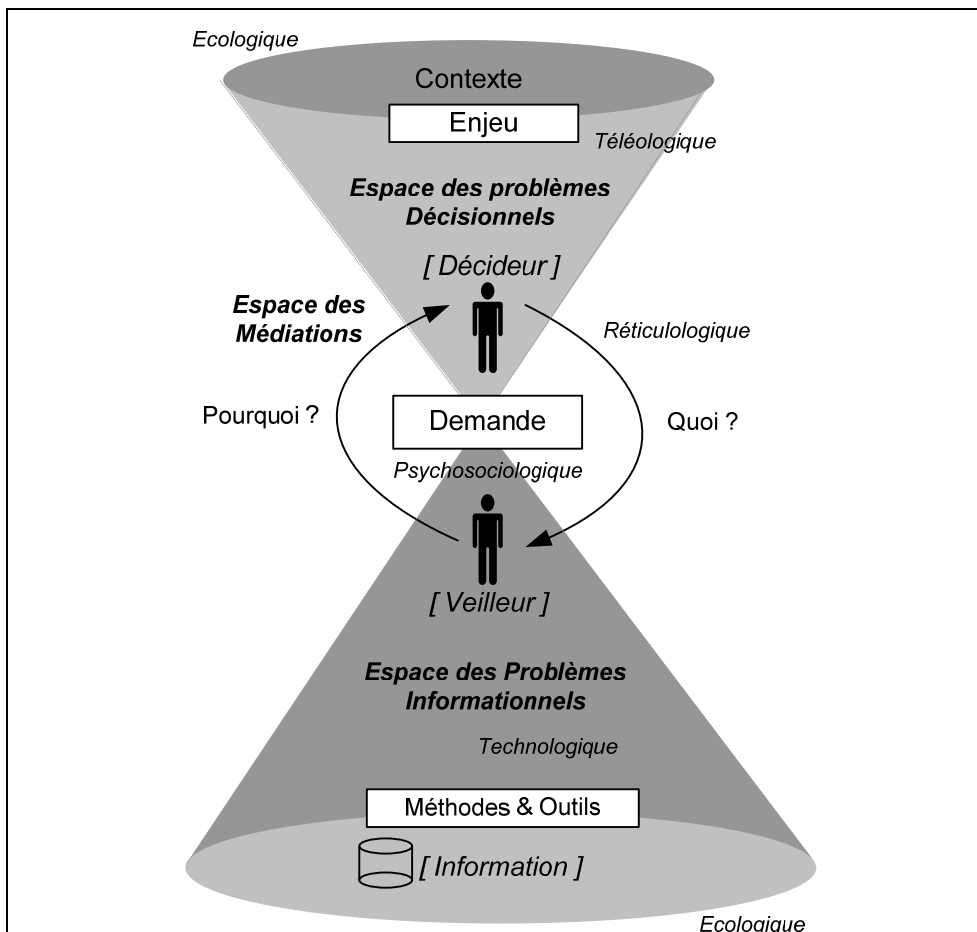 Ecologique
Contexte
Enjeu
Téléologique
Espace des problèmes
Décisionnels
[ Décideur ]
Espace des
Médiations
Réticulologique
Pourquoi ?
Demande
Quoi ?
Psychosociologique
[ Veilleur ]
Espace des Problèmes
Informationnels
Technologique
Méthodes & Outils
[ Information ]
Ecologique